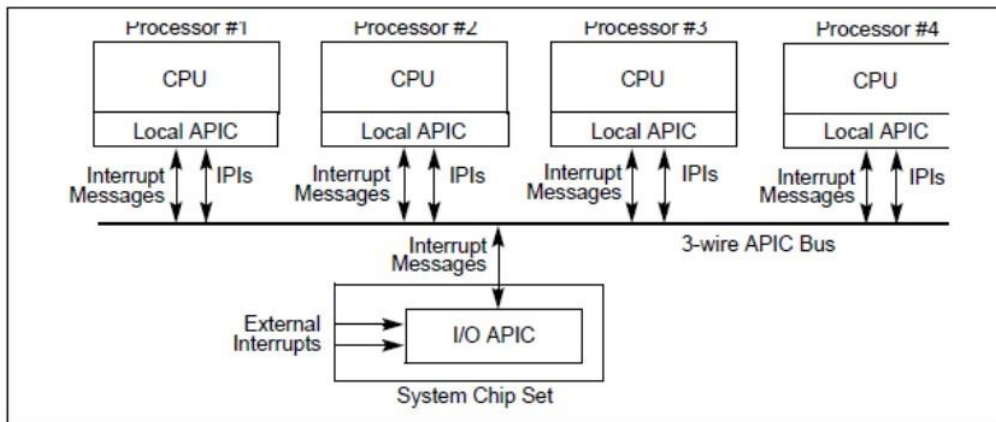 Processor #1 Processor #2 Processor #3 Processor #4
CPU CPU CPU CPU
Local APIC Local APIC Local APIC Local APIC
Interrupt Messages IPIs Interrupt Messages IPIs Interrupt Messages IPIs Interrupt Messages IPIs
3-wire APIC Bus
Interrupt
Messages
External
Interrupts
I/O APIC
System Chip Set